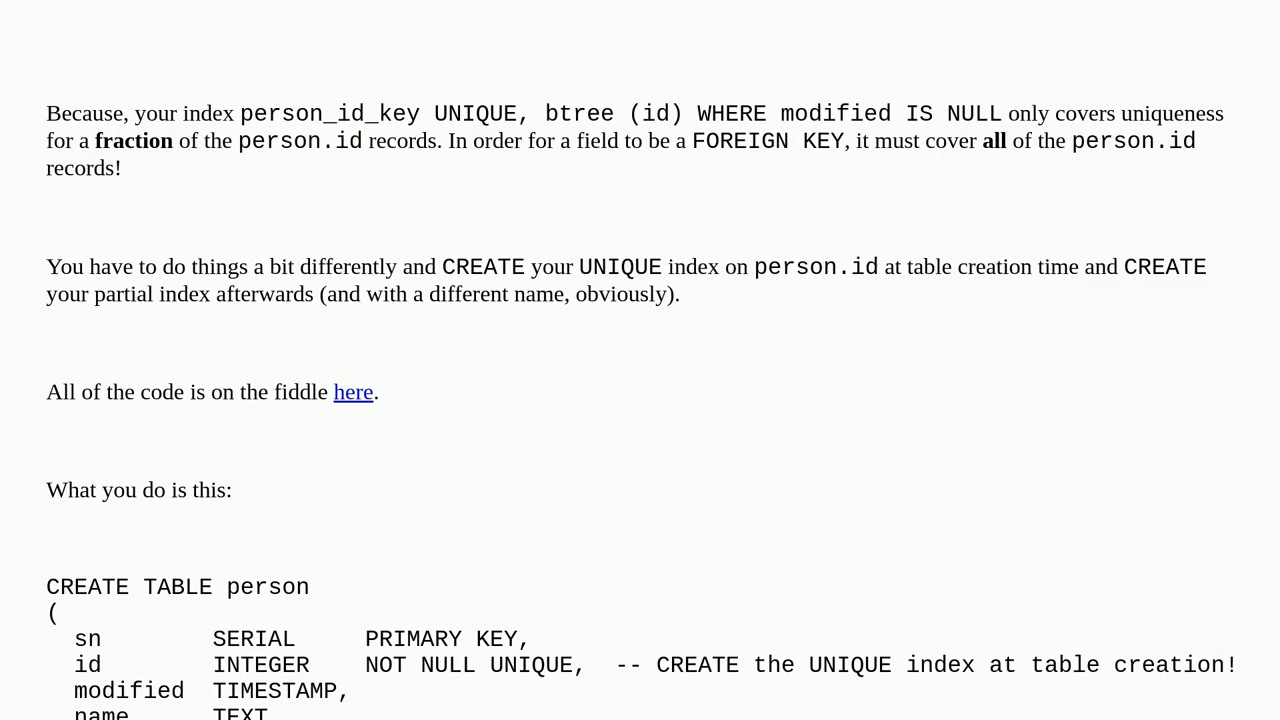 Because, your index person_id_key UNIQUE, btree (id) WHERE modified IS NULL only covers uniqueness
for a fraction of the person.id records. In order for a field to be a FOREIGN KEY, it must cover all of the person.id
records!
You have to do things a bit differently and CREATE your UNIQUE index on person.id at table creation time and CREATE
your partial index afterwards (and with a different name, obviously).
All of the code is on the fiddle here.
What you do is this:
CREATE TABLE person
(
  sn        SERIAL     PRIMARY KEY,
  id        INTEGER    NOT NULL UNIQUE,  -- CREATE the UNIQUE index at table creation!
  modified  TIMESTAMP,
  name      TEXT